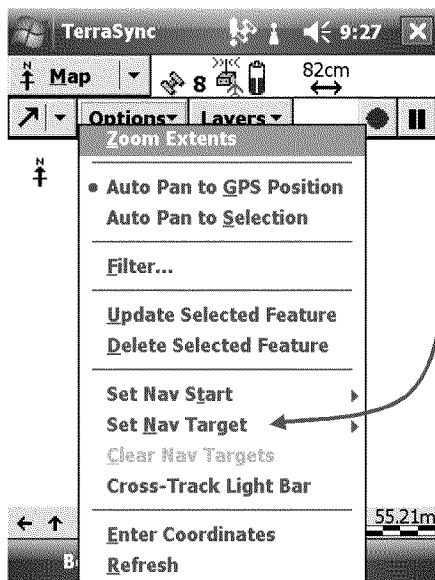 TerraSync 9:27
Map 8 82cm
Options Layers
Zoom Extents
N
Auto Pan to GPS Position
Auto Pan to Selection
Filter...
Update Selected Feature
Delete Selected Feature
Set Nav Start
Set Nav Target
Clear Nav Targets
Cross-Track Light Bar
55.21m
Enter Coordinates
Refresh